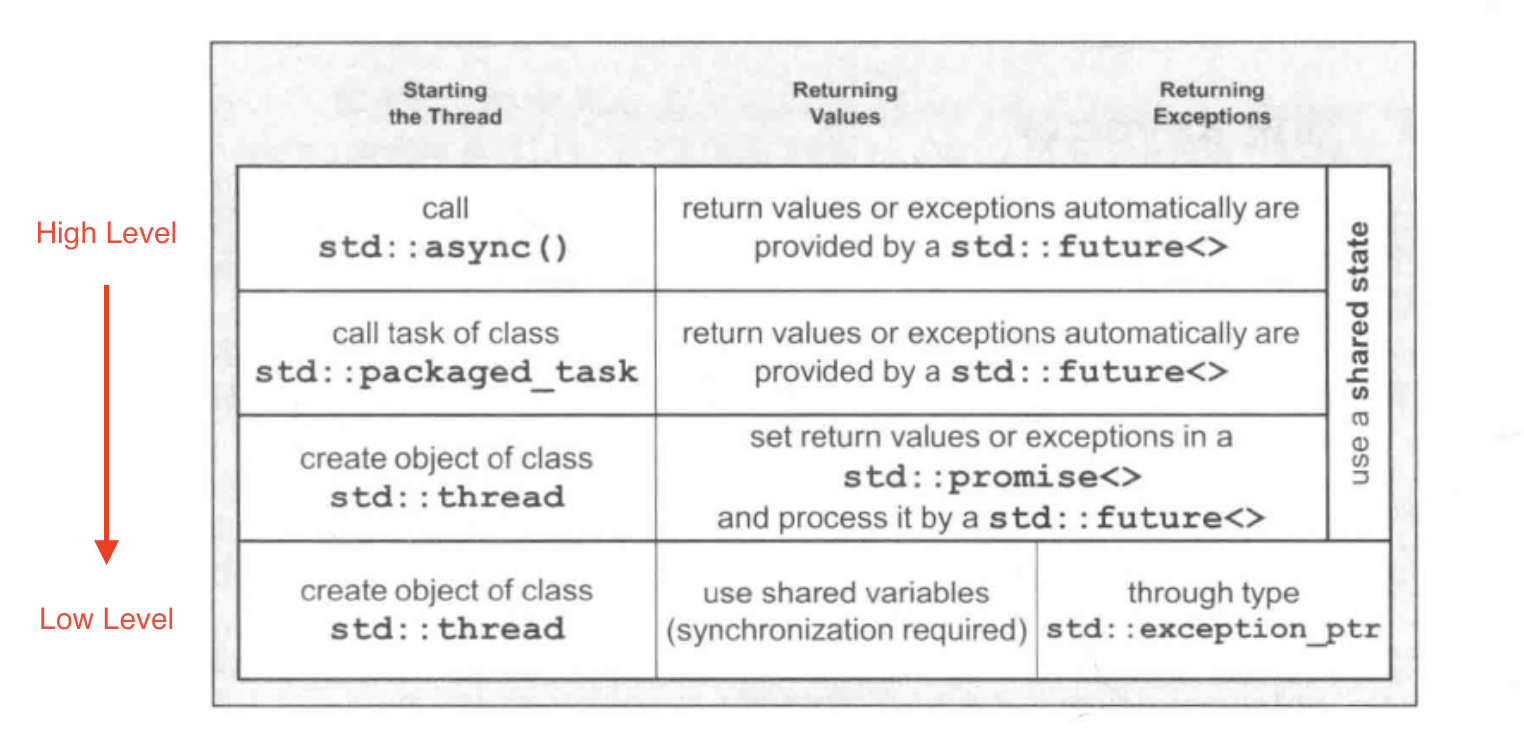 Starting
the Thread
Returning
Values
Returning
Exceptions
High Level
call
std::async()
return values or exceptions automatically are
provided by a std::future<>
call task of class
std::packaged_task
return values or exceptions automatically are
provided by a std::future<>
create object of class
std::thread
set return values or exceptions in a
std::promise<>
and process it by a std::future<>
use a shared state
Low Level
create object of class
std::thread
use shared variables
(synchronization required)
through type
std::exception_ptr